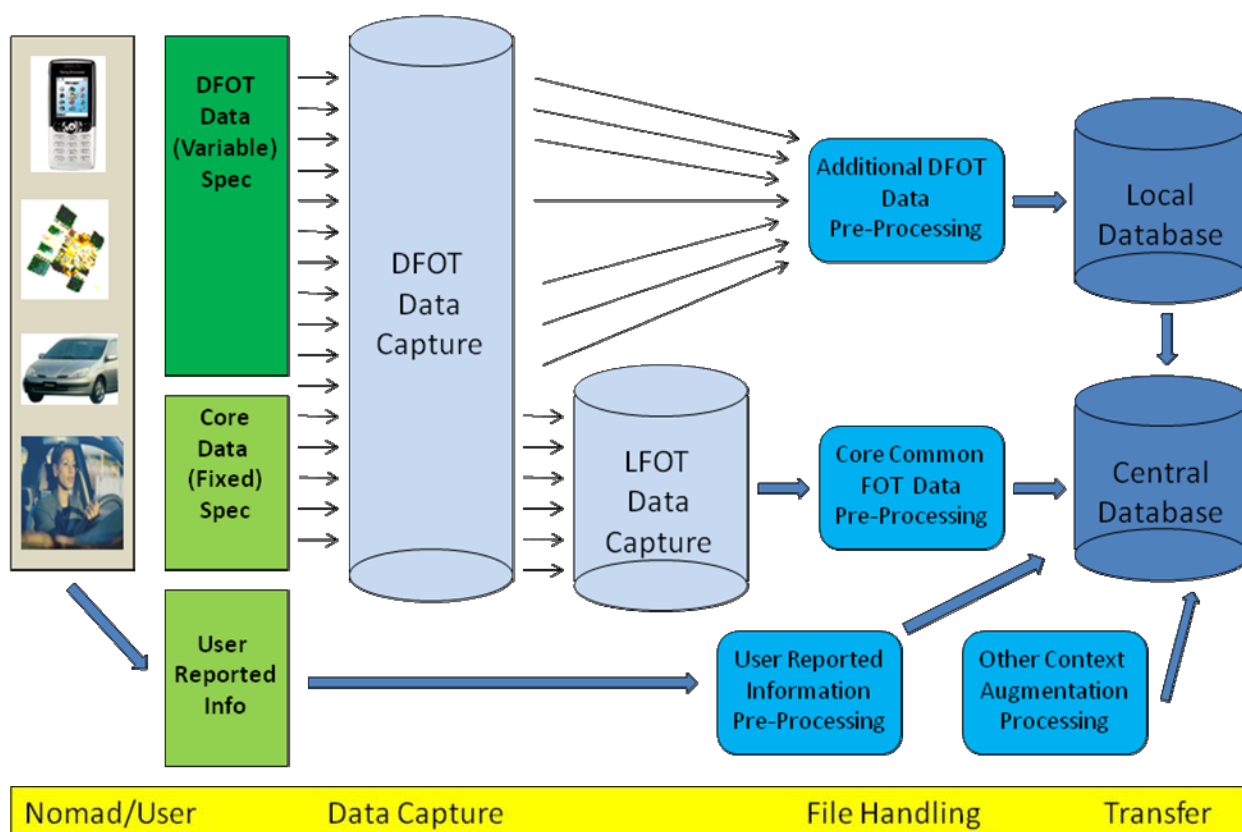 DFOT
Data
(Variable)
Spec
Core
Data
(Fixed)
Spec
User
Reported
Info
DFOT
Data
Capture
LFOT
Data
Capture
Additional DFOT
Data
Pre-Processing
Core Common
FOT Data
Pre-Processing
User Reported
Information
Pre-Processing
Other Context
Augmentation
Processing
Local
Database
Central
Database
Nomad/User Data Capture File Handling Transfer